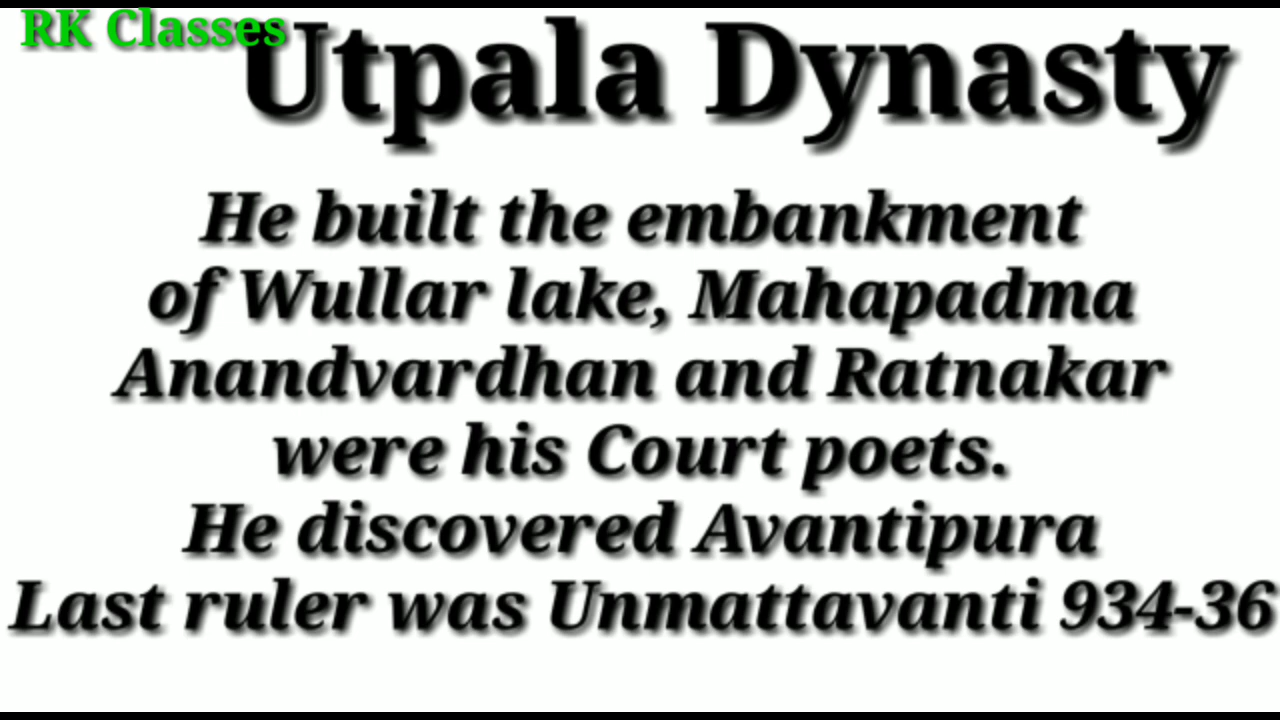 RK Classes
Utpala Dynasty
He built the embankment
of Wullar lake, Mahapadma
Anandvardhan and Ratnakar
were his Court poets.
He discovered Avantipura
Last ruler was Unmattavanti 934-36